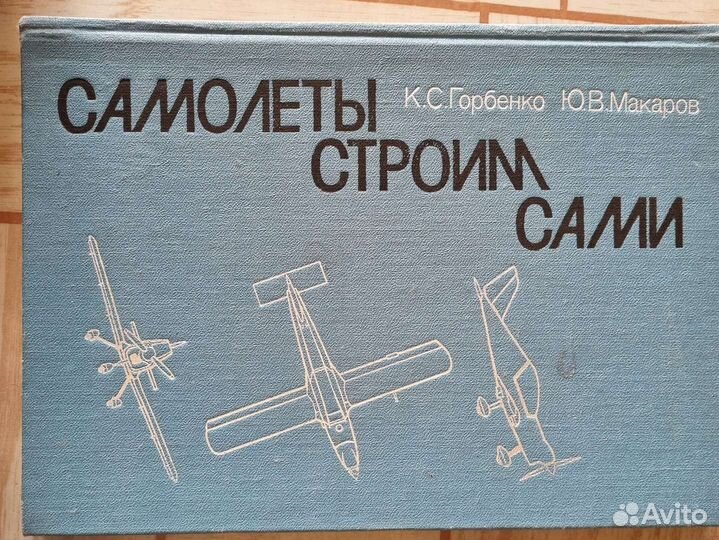 К.С.Горбенко Ю.В.Макаров
САМОЛЕТЫ
СТРОИМ
САМИ
Avito